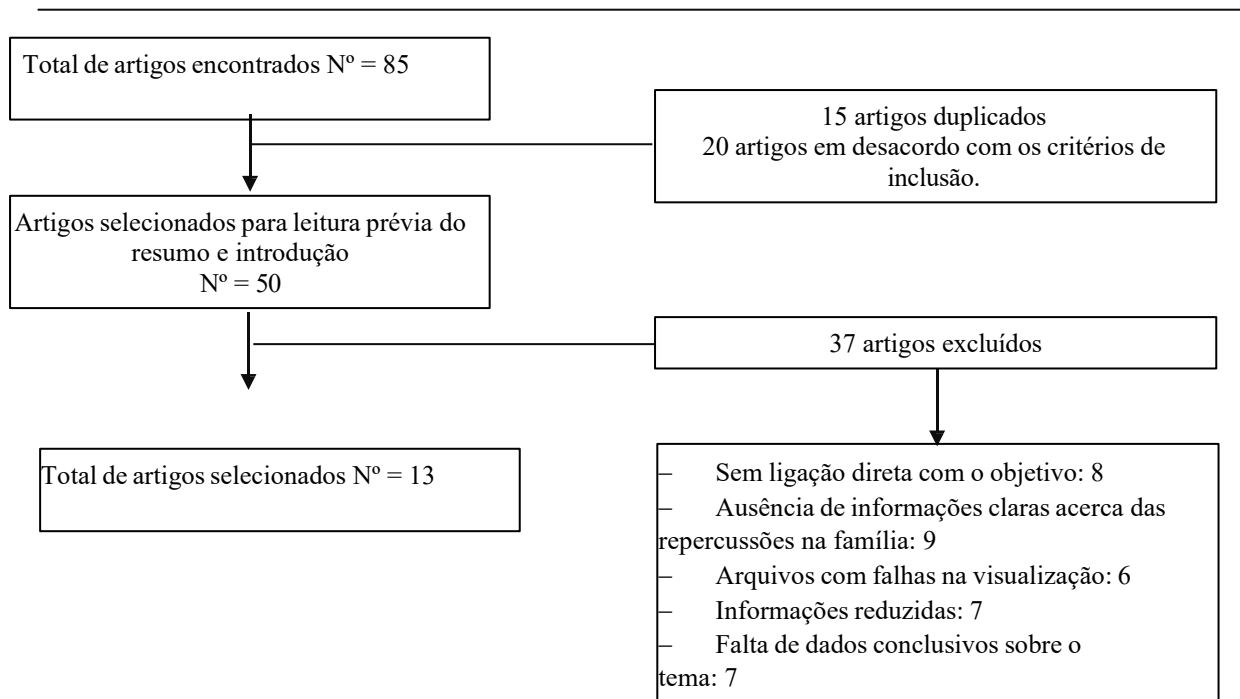 Total de artigos encontrados Nº = 85
15 artigos duplicados
20 artigos em desacordo com os critérios de
inclusão.
Artigos selecionados para leitura prévia do
resumo e introdução
Nº = 50
37 artigos excluídos
Total de artigos selecionados Nº = 13
– Sem ligação direta com o objetivo: 8
– Ausência de informações claras acerca das
repercussões na família: 9
– Arquivos com falhas na visualização: 6
– Informações reduzidas: 7
– Falta de dados conclusivos sobre o
tema: 7